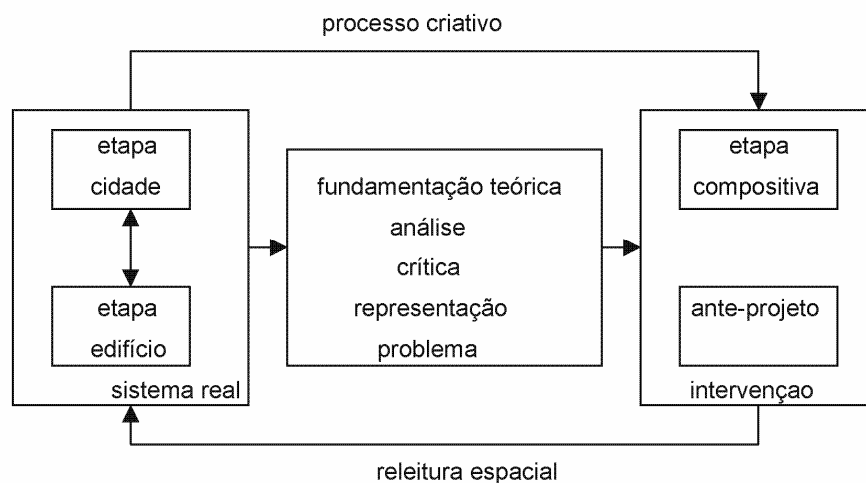 processo criativo
etapa
cidade
etapa
edifício
sistema real
fundamentação teórica
análise
crítica
representação
problema
etapa
compositiva
ante-projeto
intervençao
releitura espacial